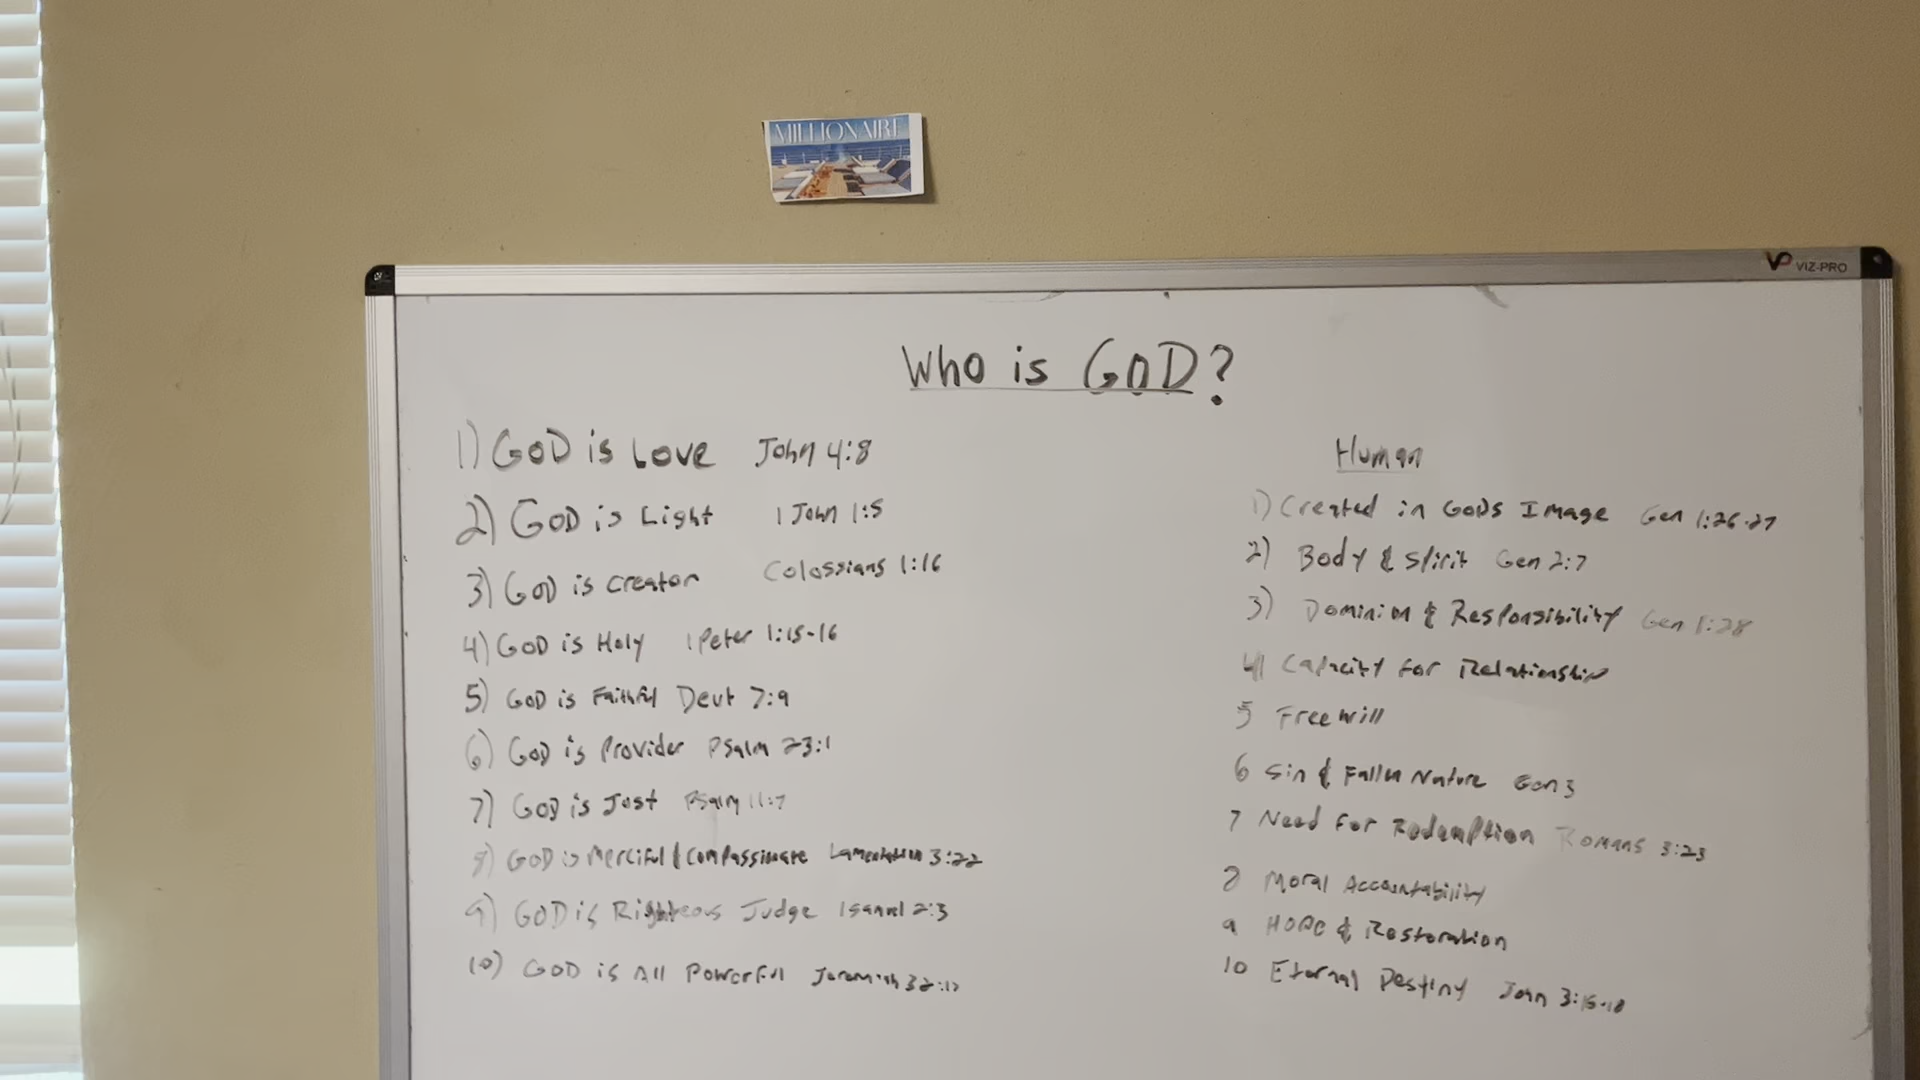 MILLIONAIRE
VP VIZ-PRO
Who is GOD?
1) GOD is Love John 4:8
2) GOD is Light 1 John 1:5
3) GOD is Creator Colossians 1:16
4) GOD is Holy 1 Peter 1:15-16
5) GOD is Faithful Deut 7:9
6) GOD is Provider Psalm 23:1
7) GOD is Just Psalm 11:7
8) GOD is Merciful & Compassionate Lamentation 3:22
9) GOD is Righteous Judge 1 Samuel 2:3
10) GOD is All Powerful Jeremiah 32:17
Human
1) Created in GODS Image Gen 1:26-27
2) Body & Spirit Gen 2:7
3) Dominion & Responsibility Gen 1:28
4) Capacity for Relationship
5 Free will
6 Sin & Fallen Nature Gen 3
7 Need For Redemption Romans 3:23
8 Moral Accountability
9 HOPE & Restoration
10 Eternal Destiny John 3:16-18